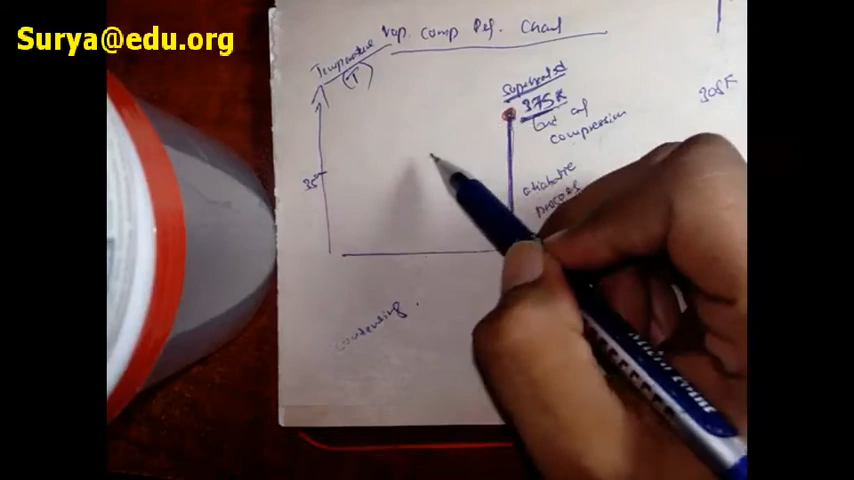 Surya@edu.org
Vap. Comp Ref. Chart
Temperature
(T)
Superheated
375K
End of
compression
308K
35°
adiabatic
process
condensing.